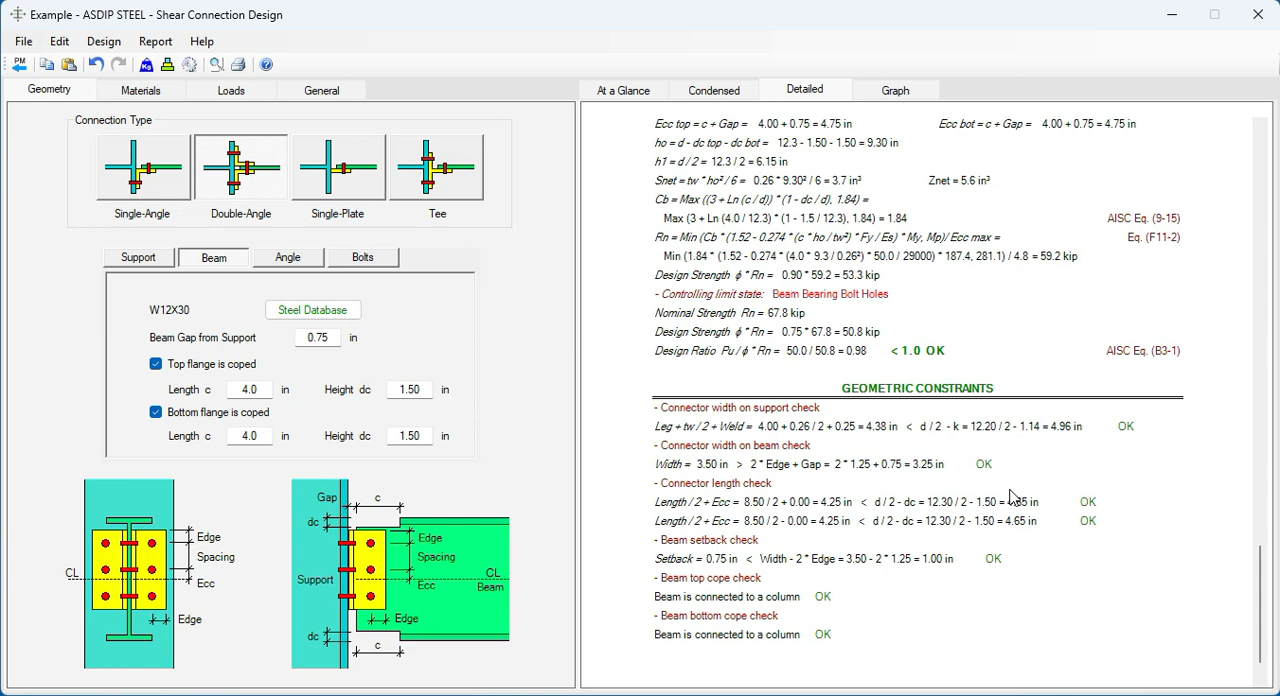 Example - ASDIP STEEL - Shear Connection Design
File Edit Design Report Help
PM
Geometry Materials Loads General
At a Glance Condensed Detailed Graph
Connection Type
Single-Angle Double-Angle Single-Plate Tee
Support Beam Angle Bolts
W12X30 Steel Database
Beam Gap from Support 0.75 in
Top flange is coped
Length c 4.0 in Height dc 1.50 in
Bottom flange is coped
Length c 4.0 in Height dc 1.50 in
Edge
Spacing
CL
Ecc
Edge
Gap c
dc
Edge
Spacing
Support
CL
Ecc
Beam
Edge
dc
c
Ecc top = c + Gap = 4.00 + 0.75 = 4.75 in Ecc bot = c + Gap = 4.00 + 0.75 = 4.75 in
ho = d - dc top - dc bot = 12.3 - 1.50 - 1.50 = 9.30 in
h1 = d / 2 = 12.3 / 2 = 6.15 in
Snet = tw * ho² / 6 = 0.26 * 9.30² / 6 = 3.7 in³ Znet = 5.6 in³
Cb = Max ((3 + Ln (c / d)) * (1 - dc / d), 1.84) =
Max (3 + Ln (4.0 / 12.3) * (1 - 1.5 / 12.3), 1.84) = 1.84 AISC Eq. (9-15)
Rn = Min (Cb * (1.52 - 0.274 * (c * ho / tw²) * Fy / Es) * My, Mp)/ Ecc max = Eq. (F11-2)
Min (1.84 * (1.52 - 0.274 * (4.0 * 9.3 / 0.26²) * 50.0 / 29000) * 187.4, 281.1) / 4.8 = 59.2 kip
Design Strength ϕ * Rn = 0.90 * 59.2 = 53.3 kip
- Controlling limit state: Beam Bearing Bolt Holes
Nominal Strength Rn = 67.8 kip
Design Strength ϕ * Rn = 0.75 * 67.8 = 50.8 kip
Design Ratio Pu / ϕ * Rn = 50.0 / 50.8 = 0.98 < 1.0 OK AISC Eq. (B3-1)
GEOMETRIC CONSTRAINTS
- Connector width on support check
Leg + tw / 2 + Weld = 4.00 + 0.26 / 2 + 0.25 = 4.38 in < d / 2 - k = 12.20 / 2 - 1.14 = 4.96 in OK
- Connector width on beam check
Width = 3.50 in > 2 * Edge + Gap = 2 * 1.25 + 0.75 = 3.25 in OK
- Connector length check
Length / 2 + Ecc = 8.50 / 2 + 0.00 = 4.25 in < d / 2 - dc = 12.30 / 2 - 1.50 = 4.65 in OK
Length / 2 + Ecc = 8.50 / 2 - 0.00 = 4.25 in < d / 2 - dc = 12.30 / 2 - 1.50 = 4.65 in OK
- Beam setback check
Setback = 0.75 in < Width - 2 * Edge = 3.50 - 2 * 1.25 = 1.00 in OK
- Beam top cope check
Beam is connected to a column OK
- Beam bottom cope check
Beam is connected to a column OK